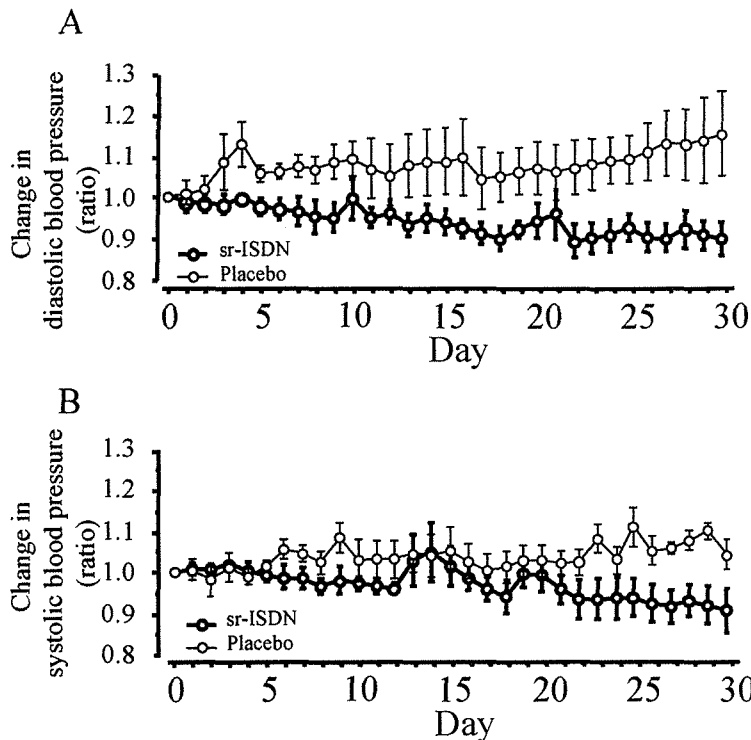 A
1.3
1.2
1.1
1.0
0.9
0.8
Change in
diastolic blood pressure
(ratio)
sr-ISDN
Placebo
0 5 10 15 20 25 30
Day
B
1.3
1.2
1.1
1.0
0.9
0.8
Change in
systolic blood pressure
(ratio)
sr-ISDN
Placebo
0 5 10 15 20 25 30
Day